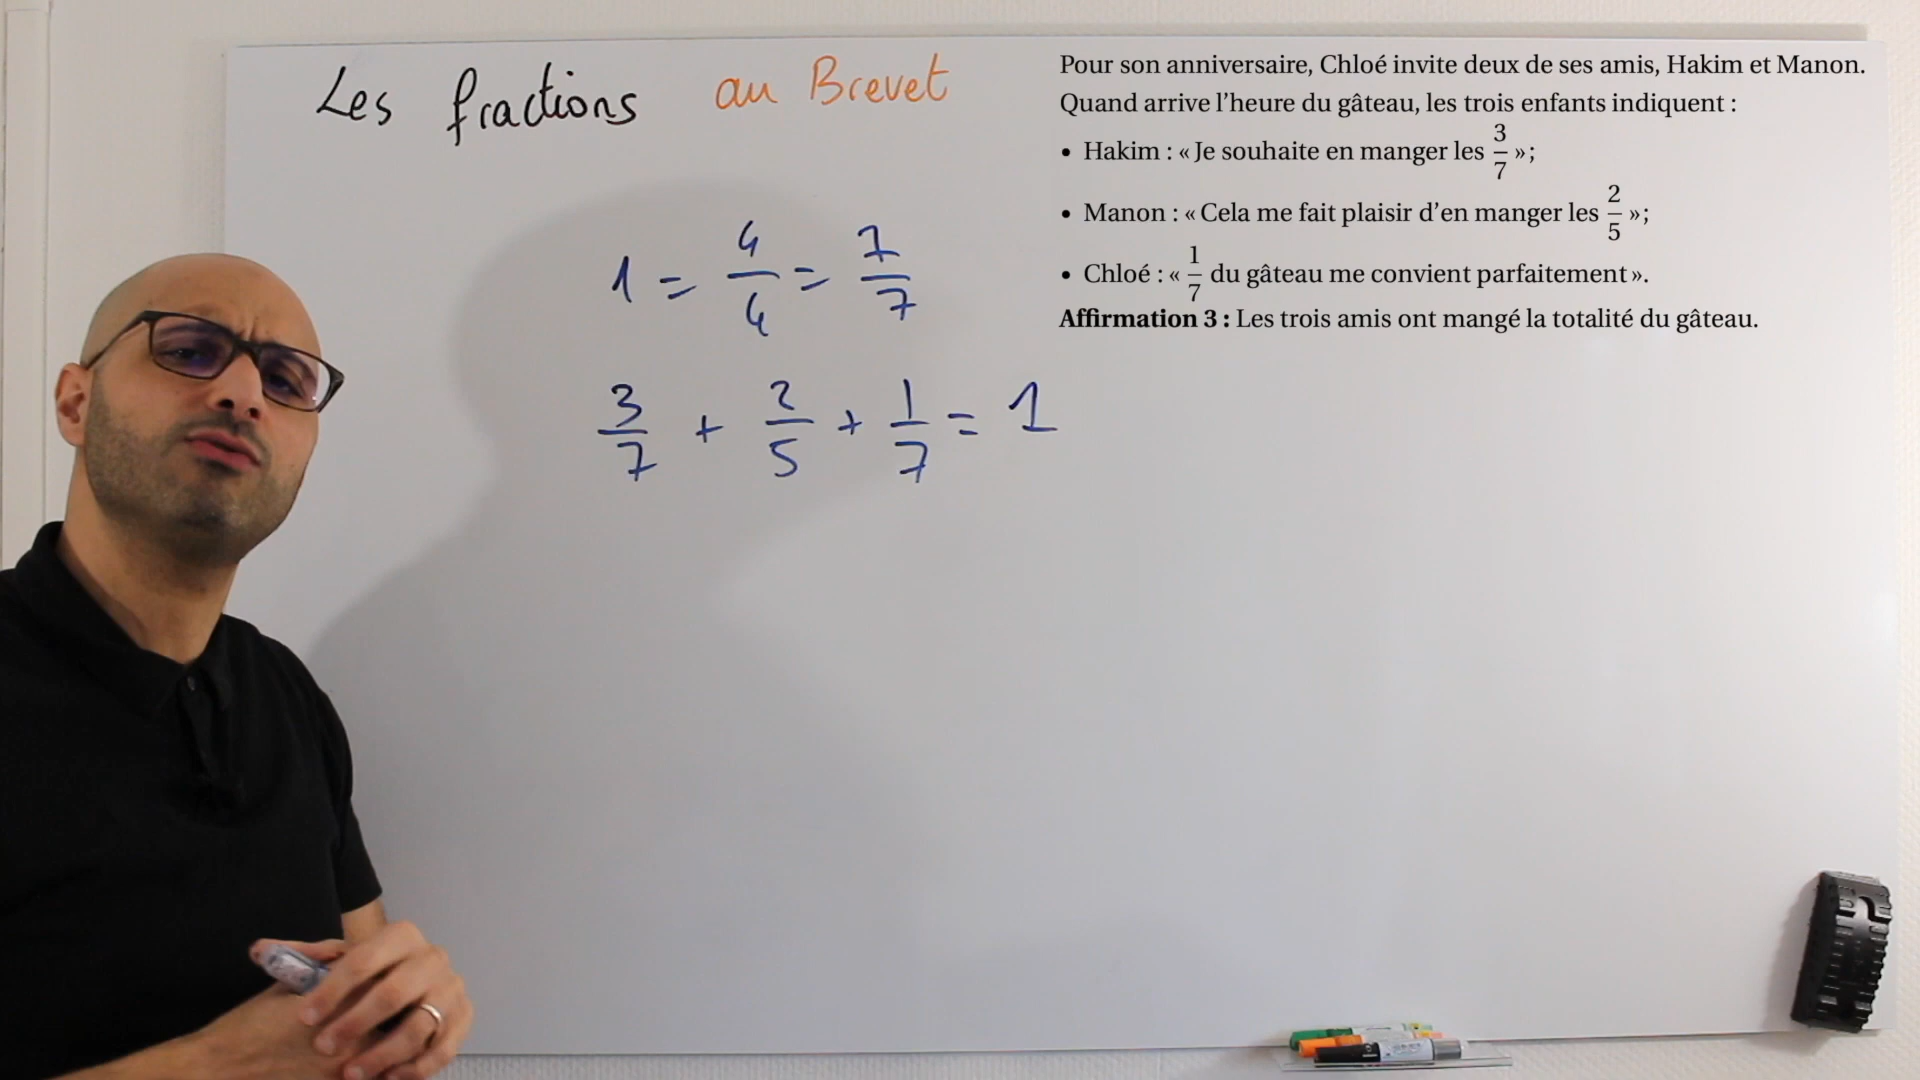 Les fractions au Brevet
1 = 4/4 = 7/7
3/7 + 2/5 + 1/7 = 1
Pour son anniversaire, Chloé invite deux de ses amis, Hakim et Manon.
Quand arrive l'heure du gâteau, les trois enfants indiquent :
• Hakim : « Je souhaite en manger les 3/7 » ;
• Manon : « Cela me fait plaisir d'en manger les 2/5 » ;
• Chloé : « 1/7 du gâteau me convient parfaitement ».
Affirmation 3 : Les trois amis ont mangé la totalité du gâteau.